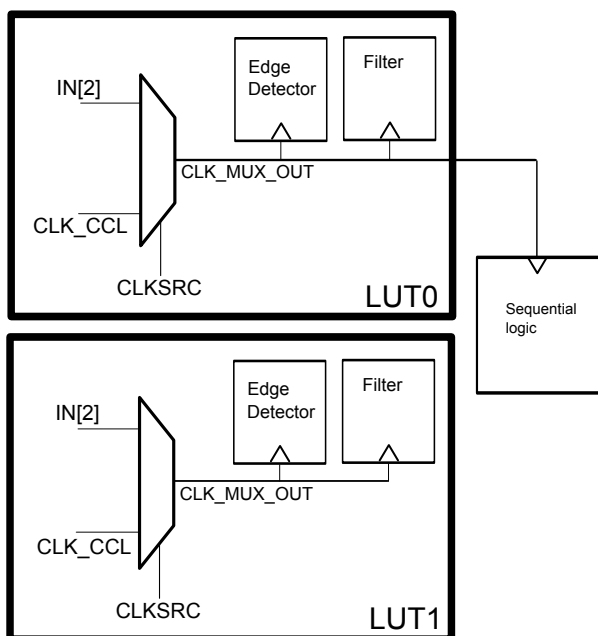 Edge
Detector
Filter
IN[2]
CLK_MUX_OUT
CLK_CCL
CLKSRC
LUT0
Sequential
logic
Edge
Detector
Filter
IN[2]
CLK_MUX_OUT
CLK_CCL
CLKSRC
LUT1